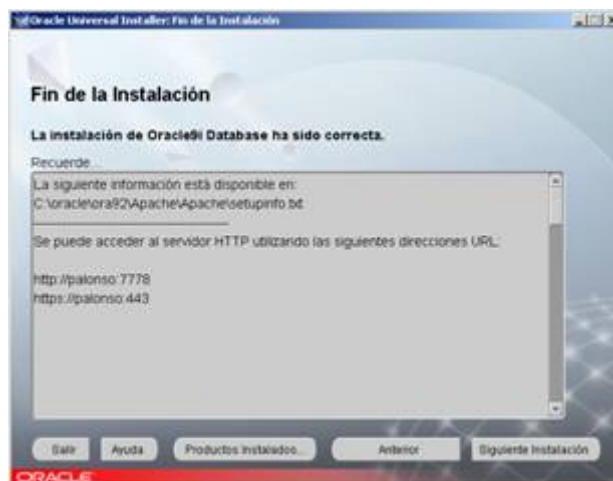 Oracle Universal Installer: Fin de la Instalación
Fin de la Instalación
La instalación de Oracle9i Database ha sido correcta.
Recuerde...
La siguiente información está disponible en:
C:\oracle\ora92\Apache\Apache\setupinfo.txt
Se puede acceder al servidor HTTP utilizando las siguientes direcciones URL:
http://palonso:7778
https://palonso:443
Salir Ayuda Productos Instalados... Anterior Siguiente Instalación
ORACLE